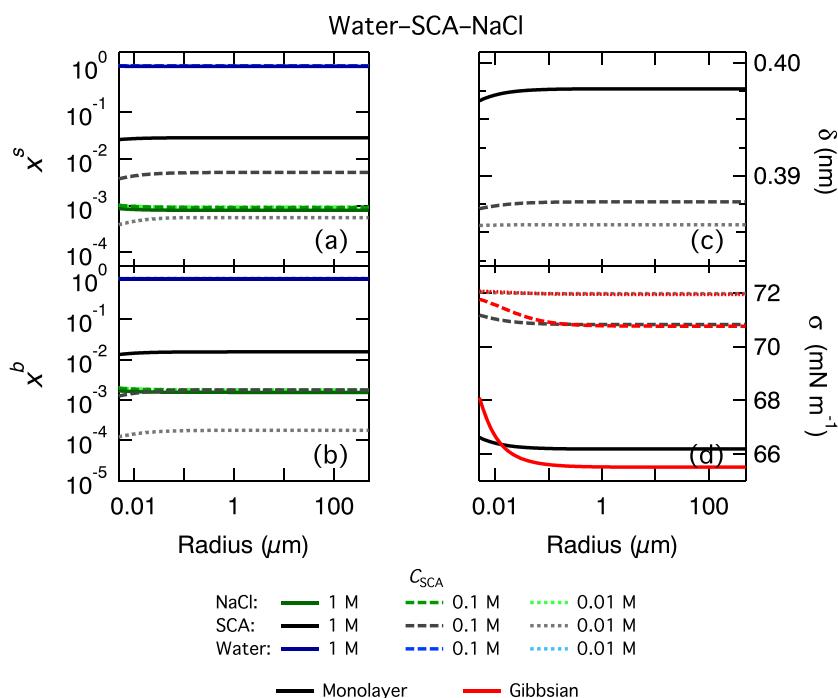 Water–SCA–NaCl
10^0
10^-1
10^-2
10^-3
10^-4
x^s
(a)
10^0
10^-1
10^-2
10^-3
10^-4
10^-5
x^b
(b)
0.01
1
100
Radius (µm)
0.40
0.39
δ (nm)
(c)
72
70
68
66
σ (mN m^-1)
(d)
0.01
1
100
Radius (µm)
C_SCA
NaCl: 1 M 0.1 M 0.01 M
SCA: 1 M 0.1 M 0.01 M
Water: 1 M 0.1 M 0.01 M
Monolayer Gibbsian